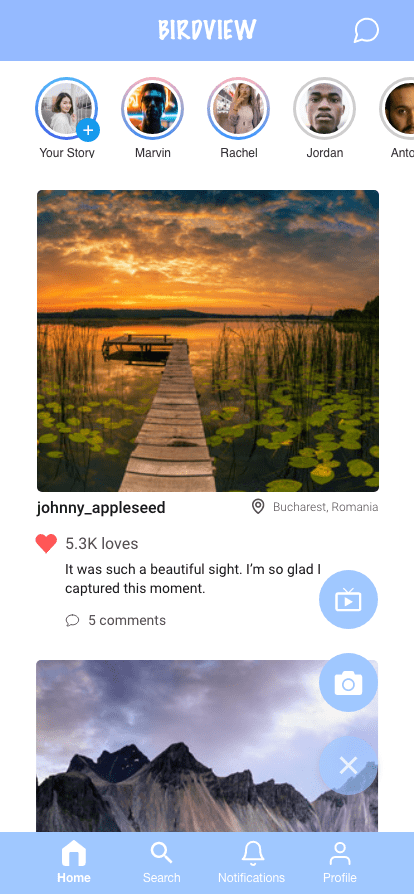 BIRDVIEW
Your Story
Marvin
Rachel
Jordan
Anto
johnny_appleseed
Bucharest, Romania
5.3K loves
It was such a beautiful sight. I’m so glad I
captured this moment.
5 comments
Home
Search
Notifications
Profile